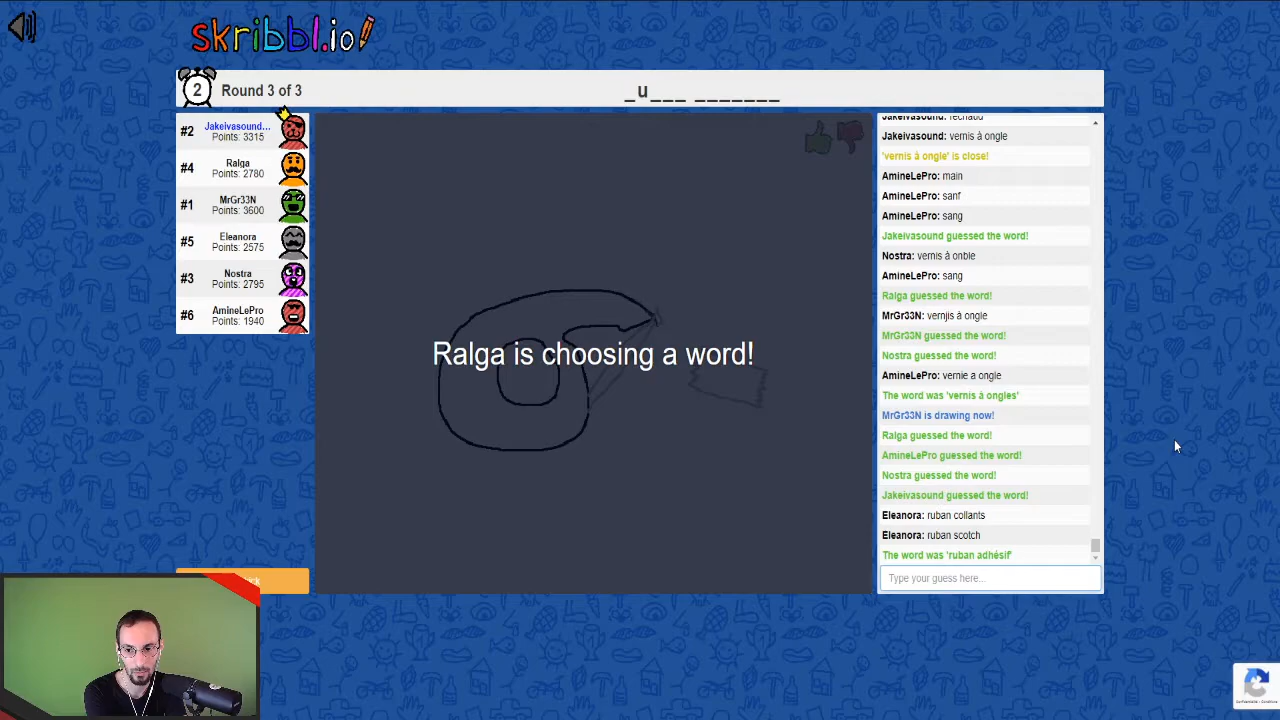 skribbl.io
2
Round 3 of 3
_u___ _______
#2
Jakeivasound...
Points: 3315
#4
Ralga
Points: 2780
#1
MrGr33N
Points: 3600
#5
Eleanora
Points: 2575
#3
Nostra
Points: 2795
#6
AmineLePro
Points: 1940
Ralga is choosing a word!
Jakeivasound: vernis à ongle
'vernis à ongle' is close!
AmineLePro: main
AmineLePro: sanf
AmineLePro: sang
Jakeivasound guessed the word!
Nostra: vernis à onble
AmineLePro: sang
Ralga guessed the word!
MrGr33N: vernjis à ongle
MrGr33N guessed the word!
Nostra guessed the word!
AmineLePro: vernie a ongle
The word was 'vernis à ongles'
MrGr33N is drawing now!
Ralga guessed the word!
AmineLePro guessed the word!
Nostra guessed the word!
Jakeivasound guessed the word!
Eleanora: ruban collants
Eleanora: ruban scotch
The word was 'ruban adhésif'
Type your guess here...